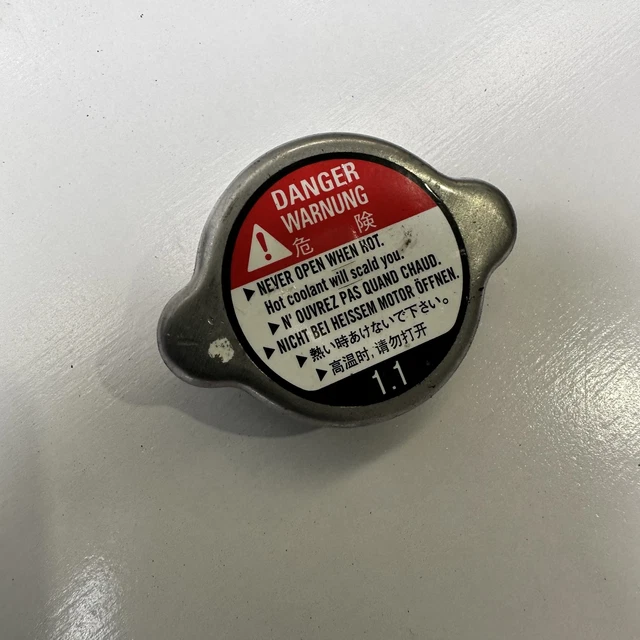 DANGER
WARNUNG
危 険
▶ NEVER OPEN WHEN HOT.
Hot coolant will scald you.
▶ N' OUVREZ PAS QUAND CHAUD.
▶ NICHT BEI HEISSEM MOTOR ÖFFNEN.
▶ 熱い時あけないで下さい。
▶ 高温时,请勿打开
1.1